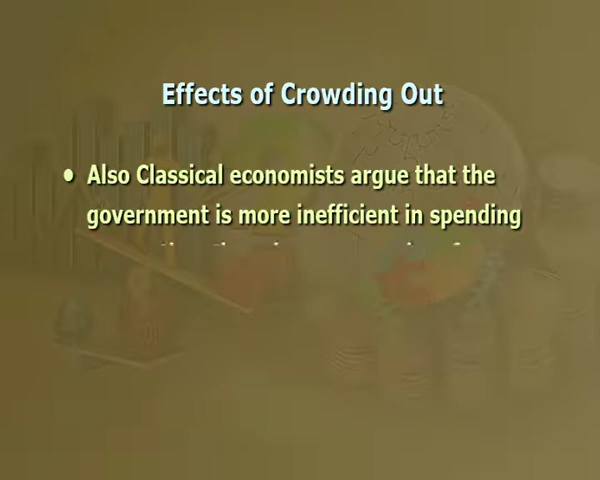 Effects of Crowding Out
• Also Classical economists argue that the
government is more inefficient in spending